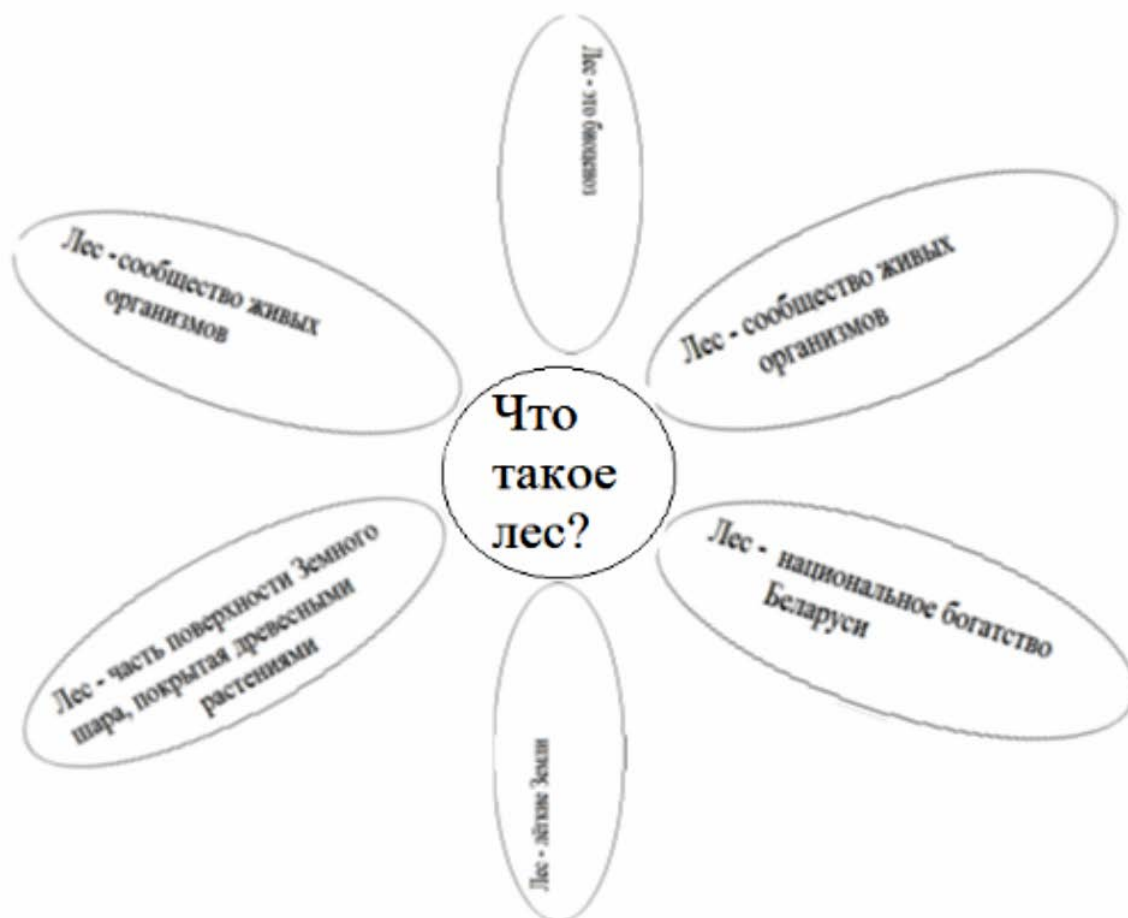 Лес - это биоценоз
Лес - сообщество живых
организмов
Лес - сообщество живых
организмов
Что
такое
лес?
Лес - часть поверхности Земного
шара, покрытая древесными
растениями
Лес - национальное богатство
Беларуси
Лес - лёгкие Земли